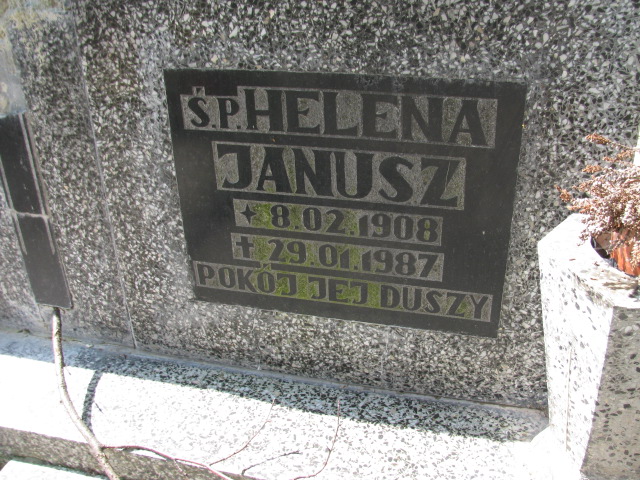 Ś.P. HELENA
JANUSZ
✦ 8.02.1908
✝ 29.01.1987
POKÓJ JEJ DUSZY